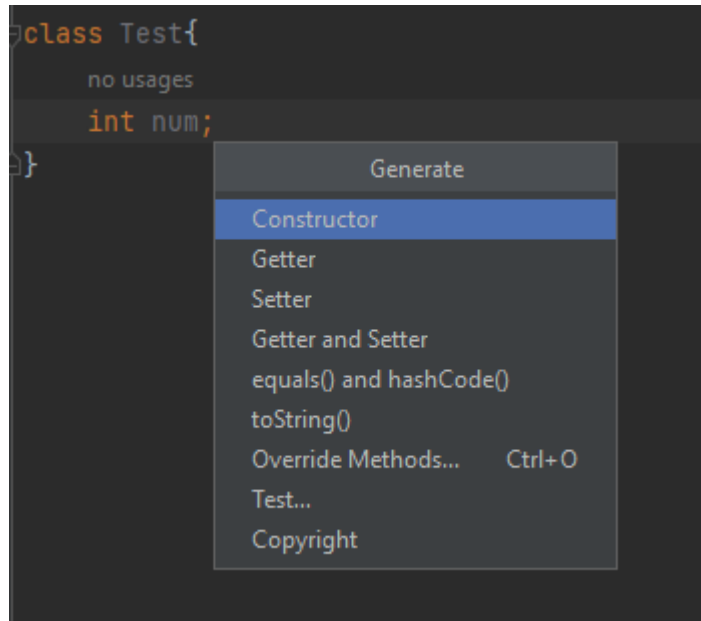 class Test{
no usages
int num;
}
Generate
Constructor
Getter
Setter
Getter and Setter
equals() and hashCode()
toString()
Override Methods... Ctrl+O
Test...
Copyright